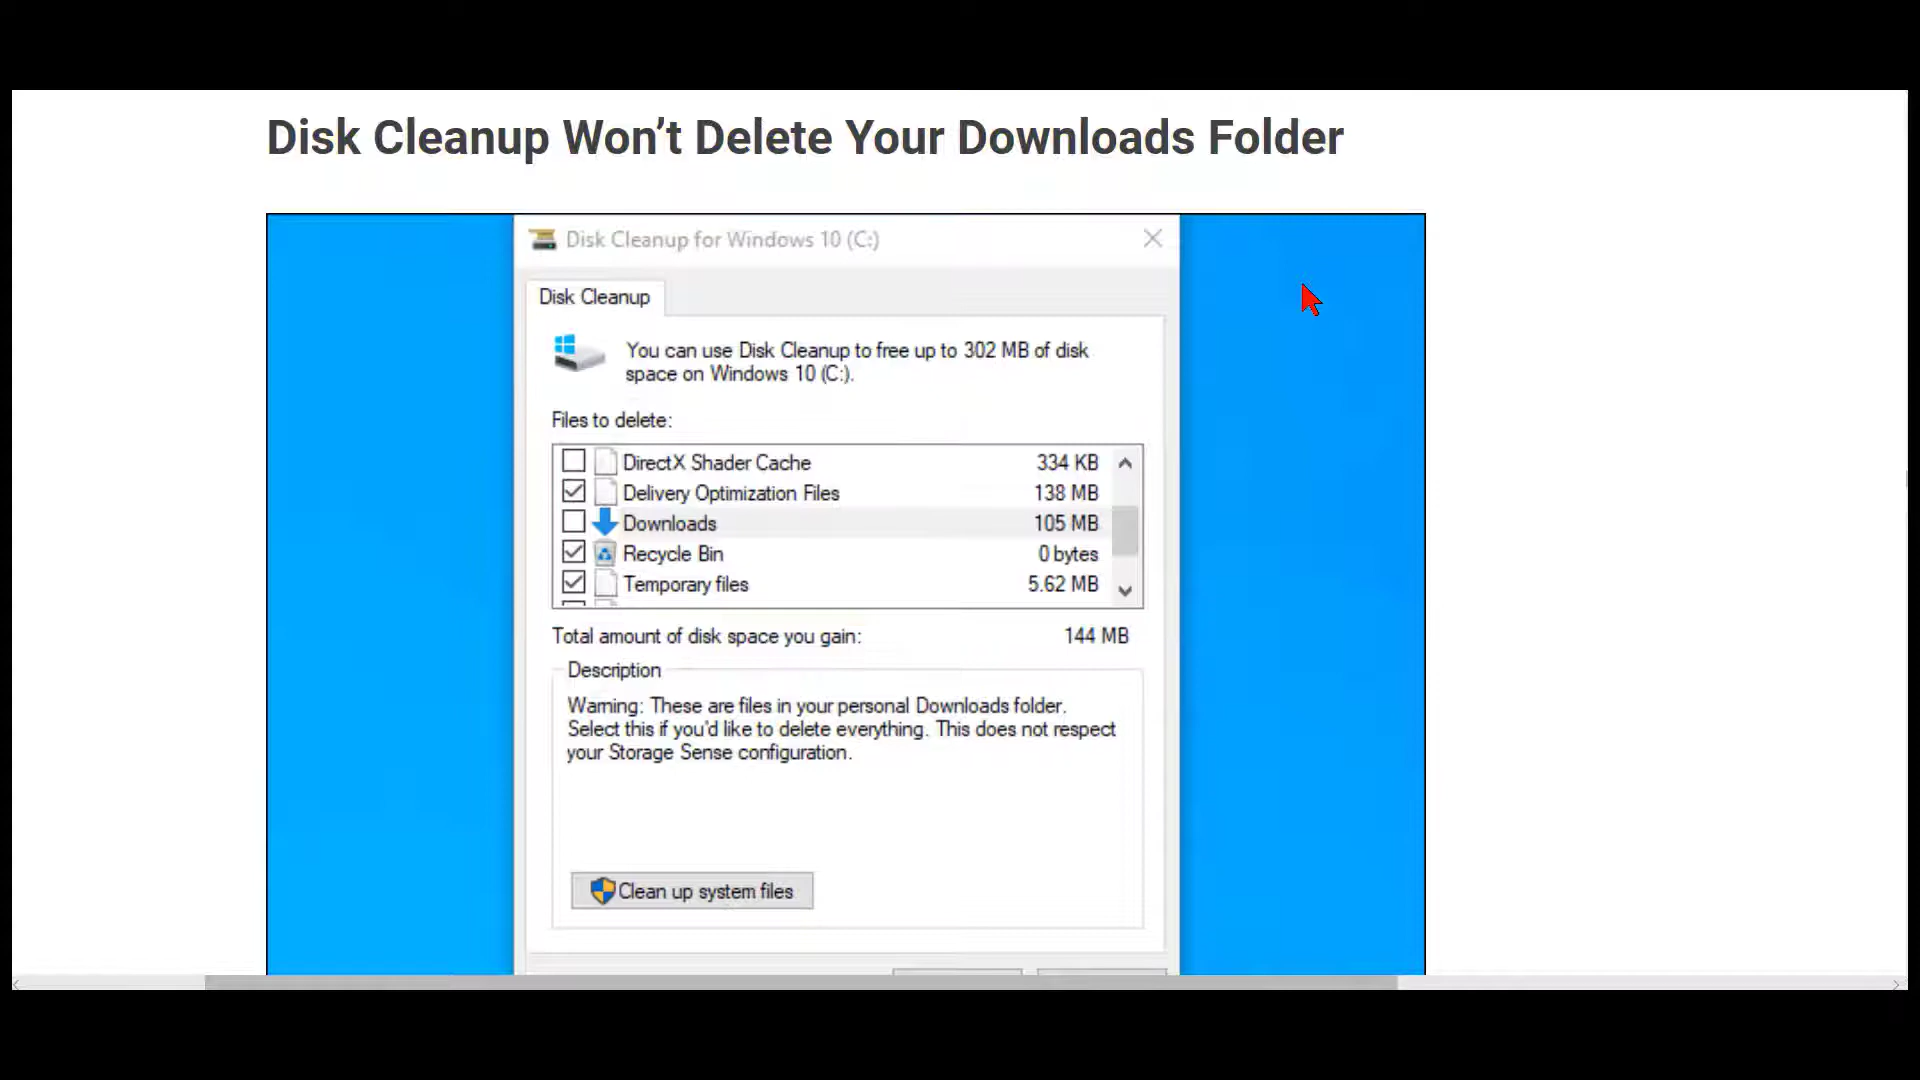 Disk Cleanup Won’t Delete Your Downloads Folder
Disk Cleanup for Windows 10 (C:)
Disk Cleanup
You can use Disk Cleanup to free up to 302 MB of disk
space on Windows 10 (C:).
Files to delete:
DirectX Shader Cache 334 KB
Delivery Optimization Files 138 MB
Downloads 105 MB
Recycle Bin 0 bytes
Temporary files 5.62 MB
Total amount of disk space you gain: 144 MB
Description
Warning: These are files in your personal Downloads folder.
Select this if you'd like to delete everything. This does not respect
your Storage Sense configuration.
Clean up system files